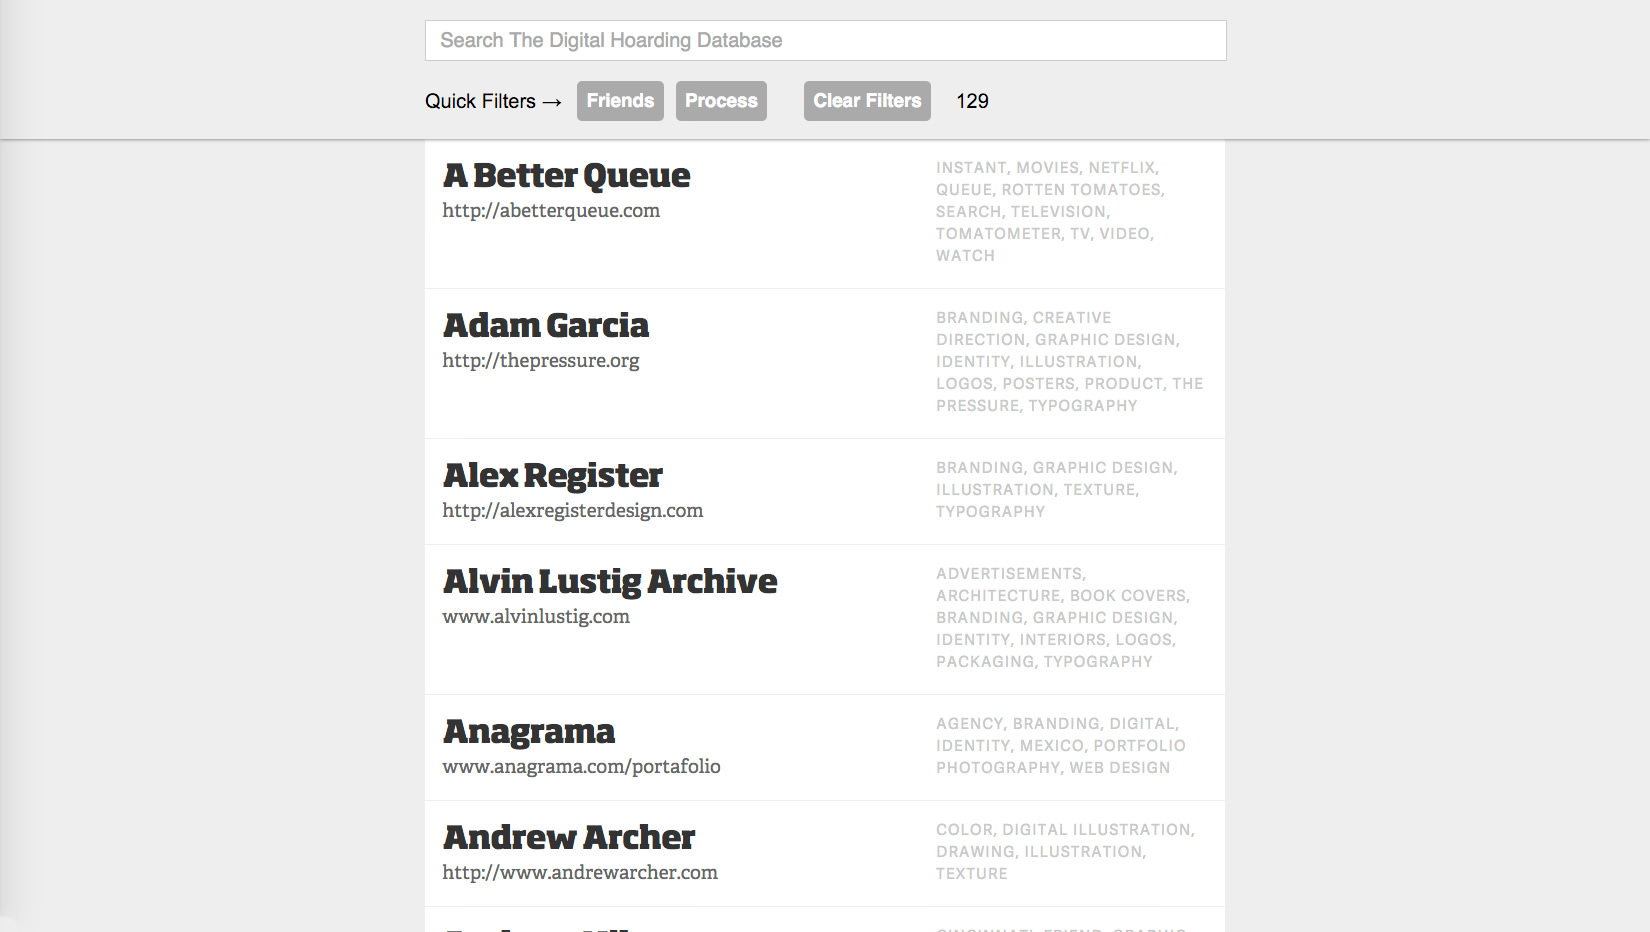 Search The Digital Hoarding Database
Quick Filters → Friends Process Clear Filters 129
A Better Queue
http://abetterqueue.com
INSTANT, MOVIES, NETFLIX,
QUEUE, ROTTEN TOMATOES,
SEARCH, TELEVISION,
TOMATOMETER, TV, VIDEO,
WATCH
Adam Garcia
http://thepressure.org
BRANDING, CREATIVE
DIRECTION, GRAPHIC DESIGN,
IDENTITY, ILLUSTRATION,
LOGOS, POSTERS, PRODUCT, THE
PRESSURE, TYPOGRAPHY
Alex Register
http://alexregisterdesign.com
BRANDING, GRAPHIC DESIGN,
ILLUSTRATION, TEXTURE,
TYPOGRAPHY
Alvin Lustig Archive
www.alvinlustig.com
ADVERTISEMENTS,
ARCHITECTURE, BOOK COVERS,
BRANDING, GRAPHIC DESIGN,
IDENTITY, INTERIORS, LOGOS,
PACKAGING, TYPOGRAPHY
Anagrama
www.anagrama.com/portafolio
AGENCY, BRANDING, DIGITAL,
IDENTITY, MEXICO, PORTFOLIO
PHOTOGRAPHY, WEB DESIGN
Andrew Archer
http://www.andrewarcher.com
COLOR, DIGITAL ILLUSTRATION,
DRAWING, ILLUSTRATION,
TEXTURE
CINCINNATI, FRIEND, GRAPHIC